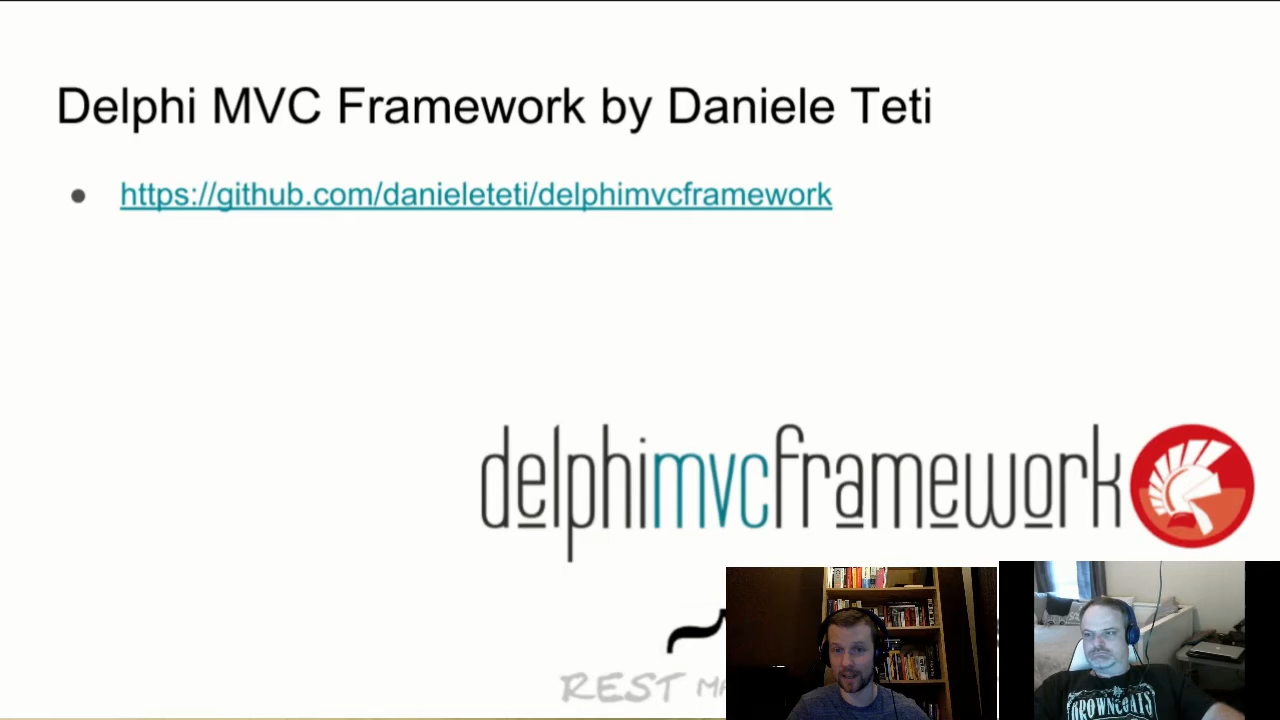 Delphi MVC Framework by Daniele Teti
https://github.com/danieleteti/delphimvcframework
delphimvcframework
REST
BROWNCOATS